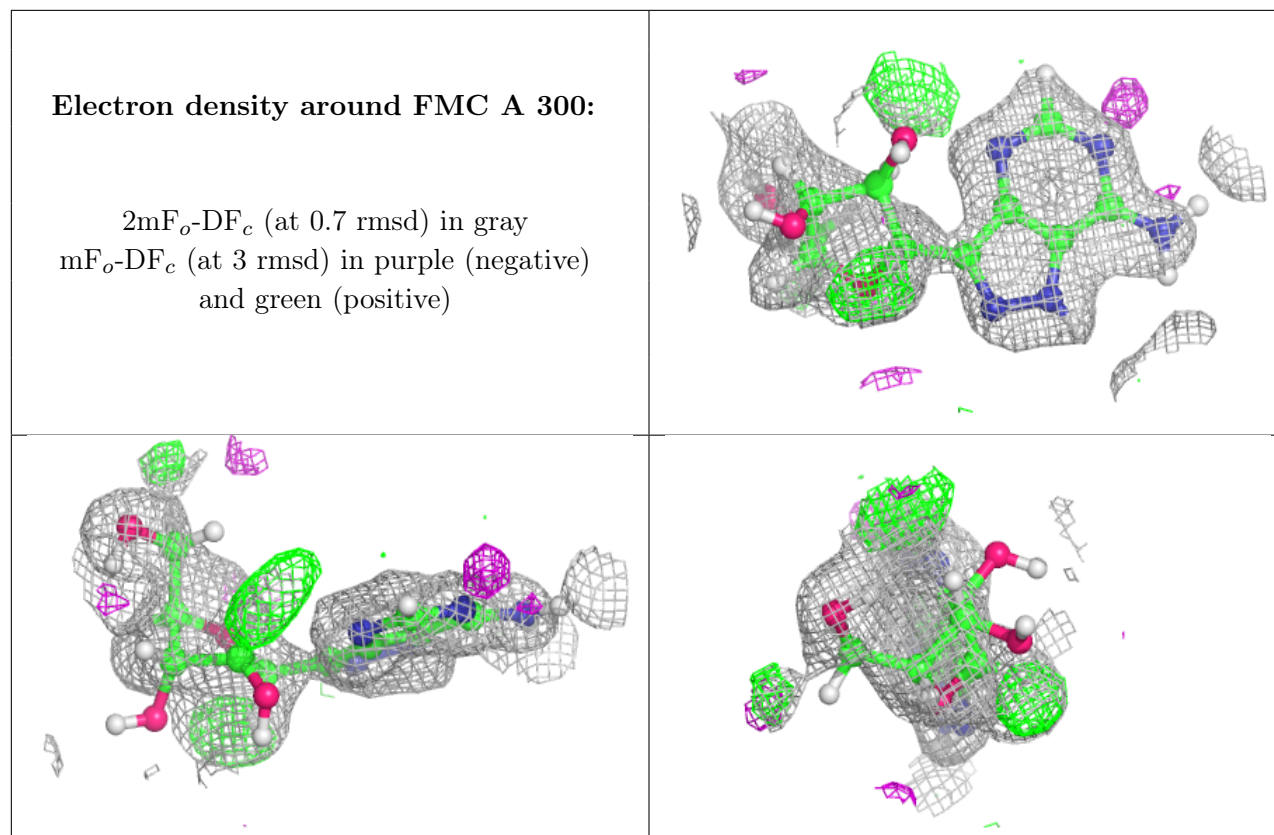 Electron density around FMC A 300:
2mFₒ-DF𝒸 (at 0.7 rmsd) in gray
mFₒ-DF𝒸 (at 3 rmsd) in purple (negative)
and green (positive)